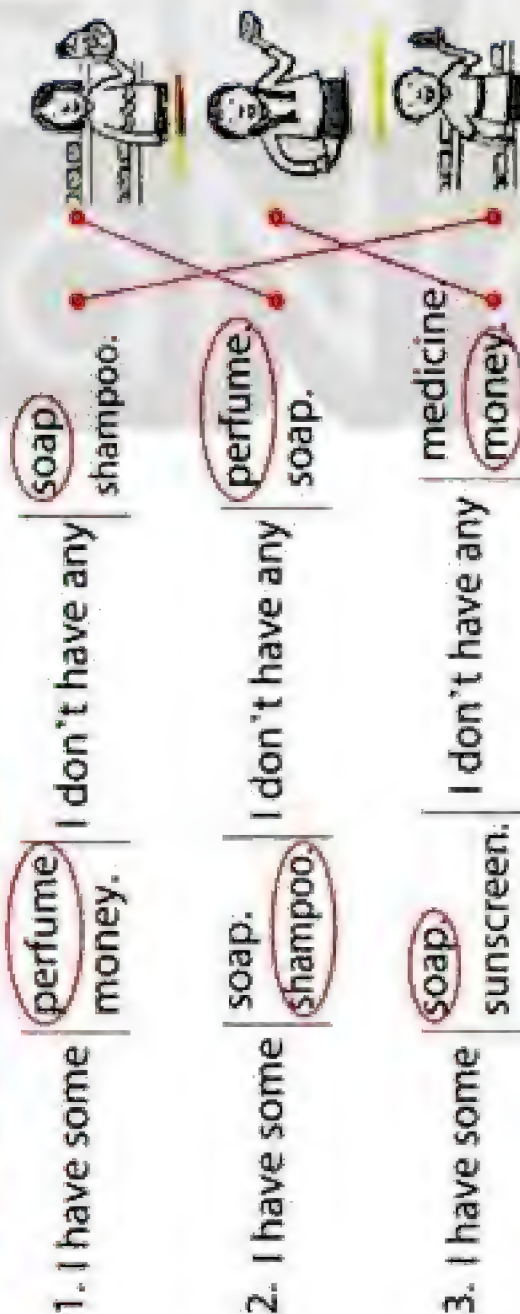 1. I have some perfume I don't have any soap
money. shampoo.
2. I have some soap. I don't have any perfume.
shampoo. soap.
3. I have some soap. I don't have any medicine.
sunscreen. money.